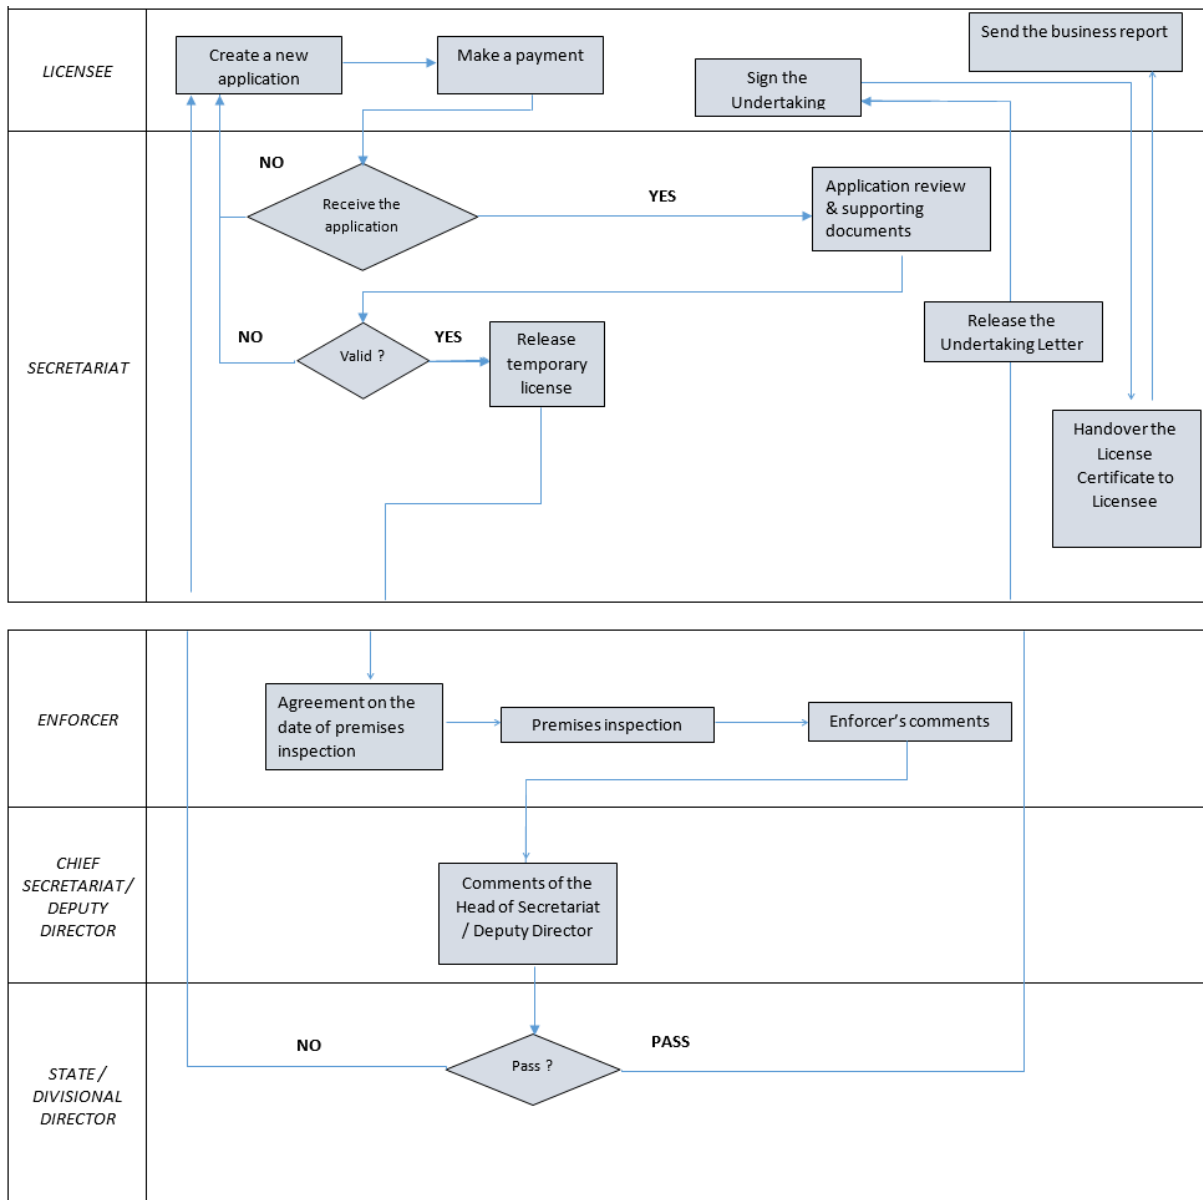 LICENSEE
Create a new
application
Make a payment
Sign the
Undertaking
Send the business report
SECRETARIAT
NO
Receive the
application
YES
Application review
& supporting
documents
NO
Valid ?
YES
Release
temporary
license
Release the
Undertaking Letter
Handover the
License
Certificate to
Licensee
ENFORCER
Agreement on the
date of premises
inspection
Premises inspection
Enforcer’s comments
CHIEF
SECRETARIAT /
DEPUTY
DIRECTOR
Comments of the
Head of Secretariat
/ Deputy Director
STATE /
DIVISIONAL
DIRECTOR
NO
Pass ?
PASS